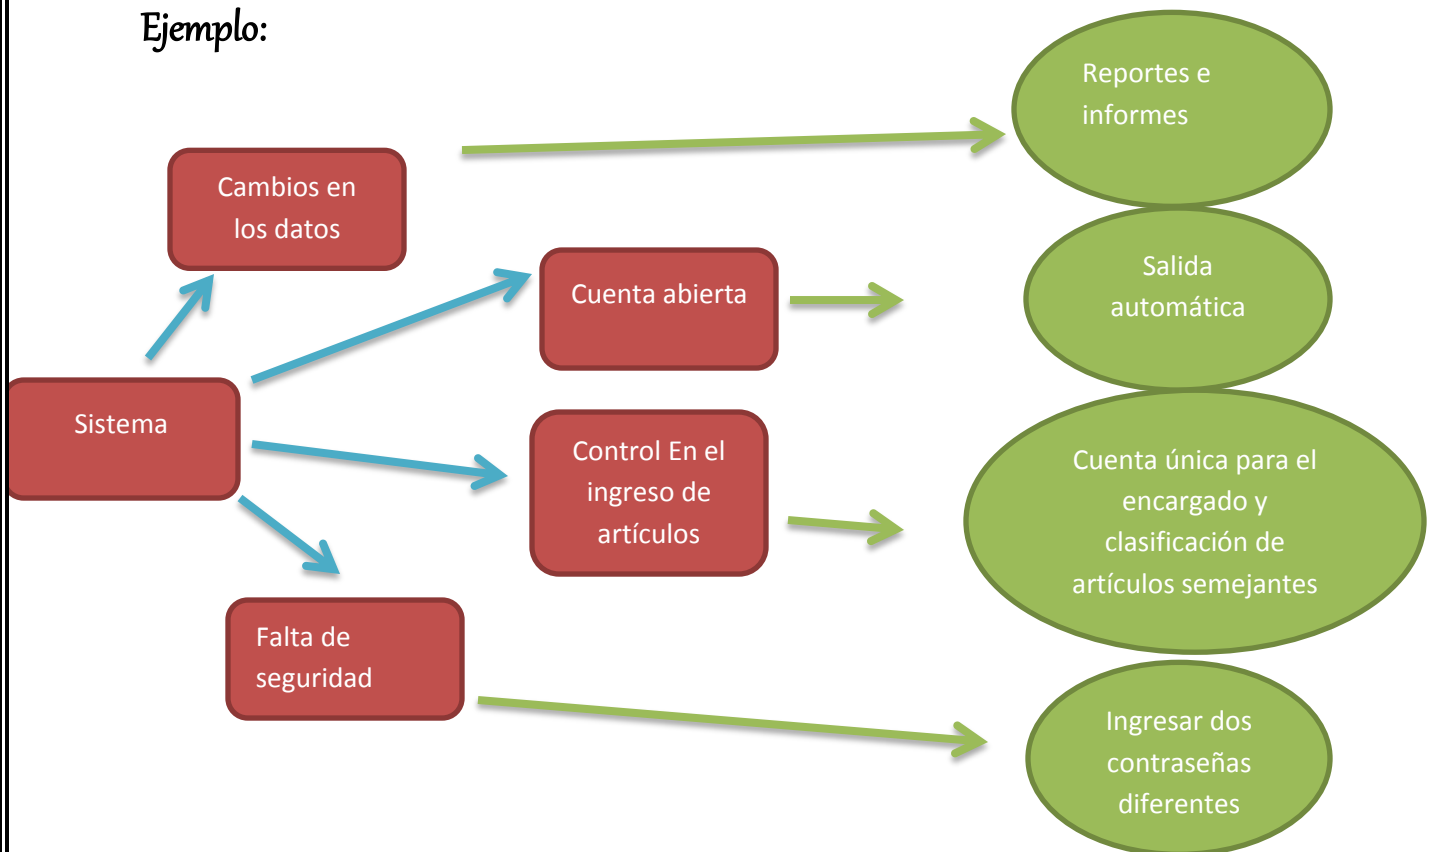 Ejemplo:
Reportes e
informes
Cambios en
los datos
Salida
automática
Cuenta abierta
Sistema
Control En el
ingreso de
artículos
Cuenta única para el
encargado y
clasificación de
artículos semejantes
Falta de
seguridad
Ingresar dos
contraseñas
diferentes